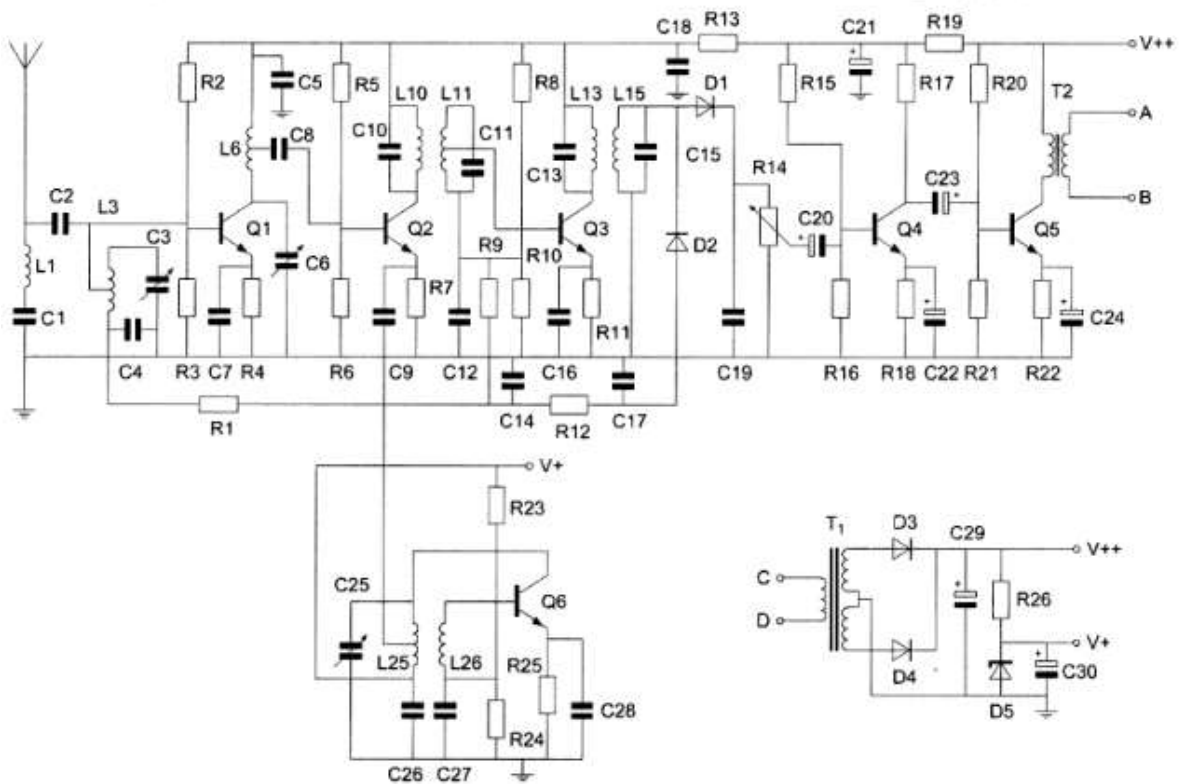 C18 R13 C21 R19
V++
R2 C5 R5 L10 L11 R8 L13 L15 D1 R15 R17 R20 T2
A
L6 C8 C10 C11 C13 C15 R14
C2 L3 C3 C20 C23 B
Q1 C6 Q2 R9 R10 Q3 D2 Q4 Q5
L1 R7
C1 R11 C24
C4 R3 C7 R4 R6 C9 C12 C16 C19 R16 R18 C22 R21 R22
R1 C14 R12 C17
V+
R23
T1 D3 C29 V++
C25 Q6 C R26
D V+
L25 L26 R25 D4 C30
R24 C28 D5
C26 C27